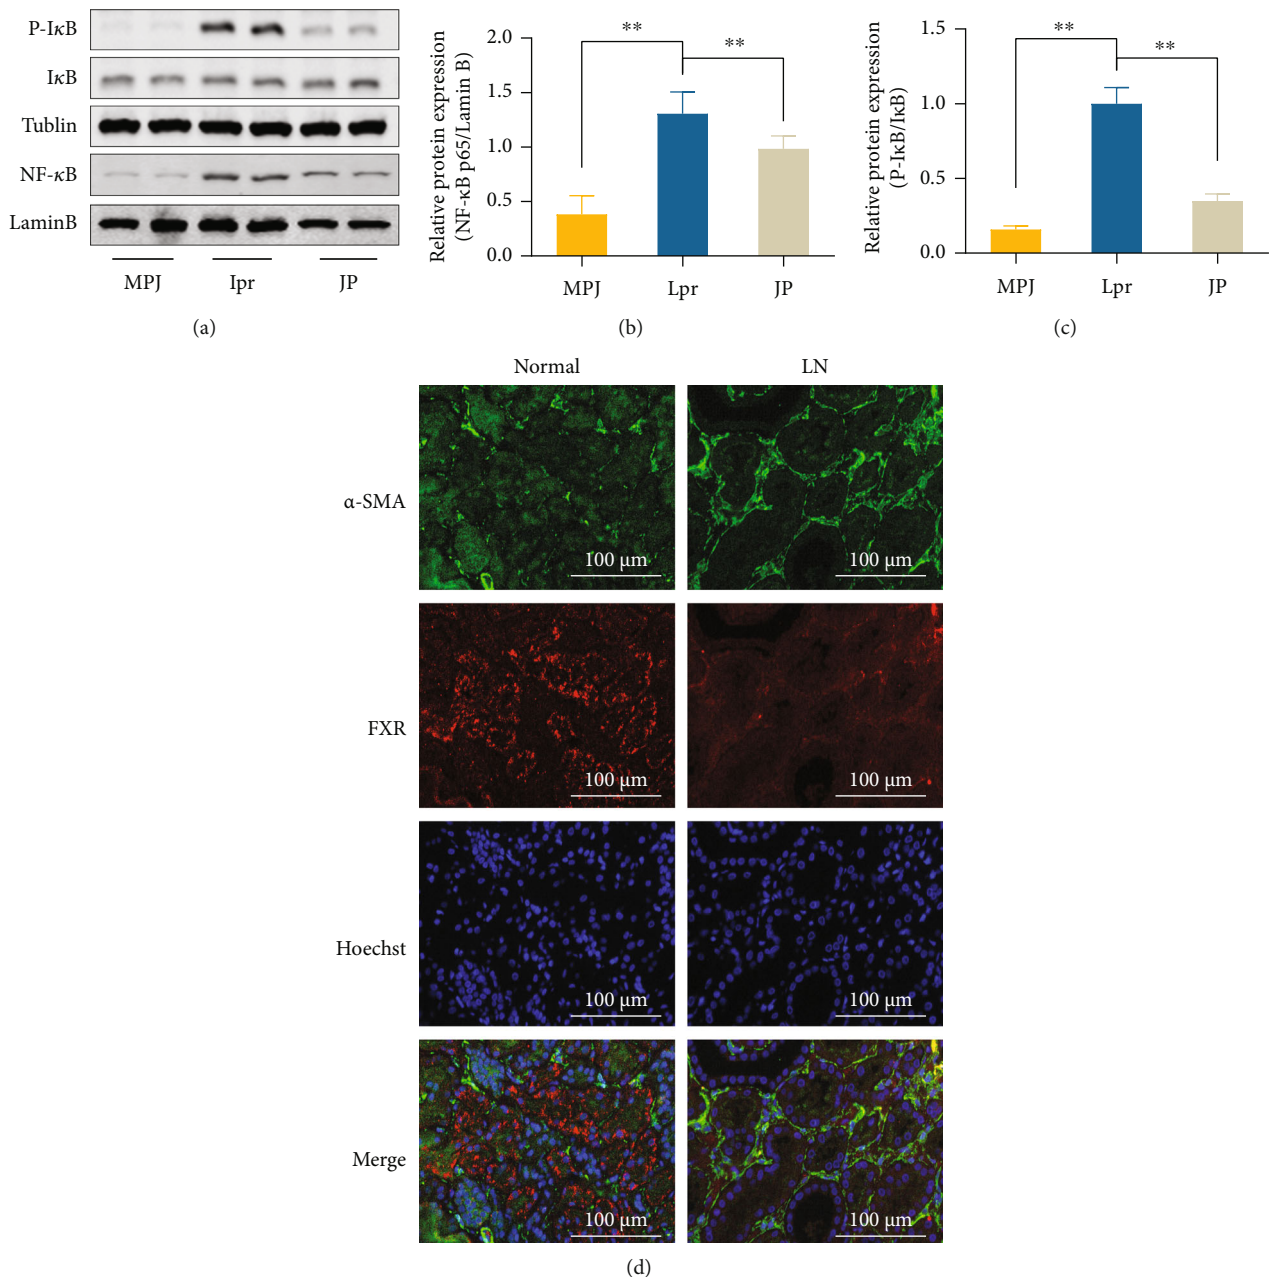 P-IκB
IκB
Tublin
NF-κB
LaminB
MPJ Ipr JP
(a)
Relative protein expression
(NF-κB p65/Lamin B)
2.0
1.5
1.0
0.5
0.0
** **
MPJ Lpr JP
(b)
Relative protein expression
(P-IκB/IκB)
1.5
1.0
0.5
0.0
** **
MPJ Lpr JP
(c)
Normal LN
α-SMA
100 μm 100 μm
FXR
100 μm 100 μm
Hoechst
100 μm 100 μm
Merge
100 μm 100 μm
(d)